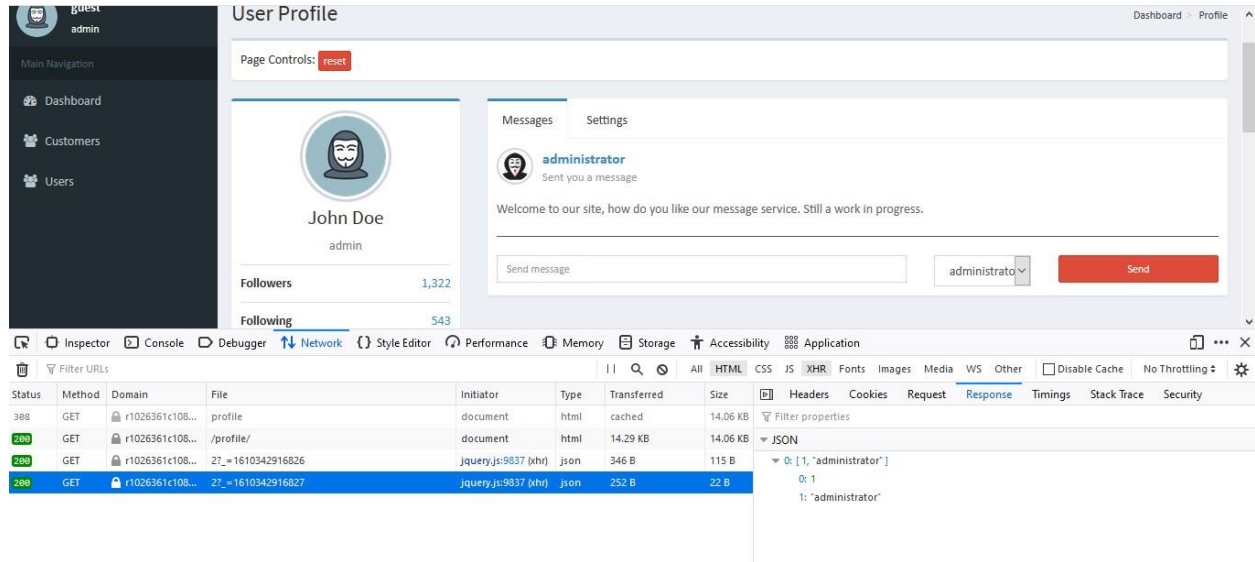 guest
admin
Main Navigation
Dashboard
Customers
Users
User Profile
Dashboard > Profile
Page Controls: reset
John Doe
admin
Followers 1,322
Following 543
Messages Settings
administrator
Sent you a message
Welcome to our site, how do you like our message service. Still a work in progress.
Send message administrato Send
Inspector Console Debugger Network {} Style Editor Performance Memory Storage Accessibility Application
Filter URLs All HTML CSS JS XHR Fonts Images Media WS Other Disable Cache No Throttling
Status Method Domain File Initiator Type Transferred Size
308 GET r1026361c108... profile document html cached 14.06 KB
200 GET r1026361c108... /profile/ document html 14.29 KB 14.06 KB
200 GET r1026361c108... 2?_=1610342916826 jquery.js:9837 (xhr) json 346 B 115 B
200 GET r1026361c108... 2?_=1610342916827 jquery.js:9837 (xhr) json 252 B 22 B
Headers Cookies Request Response Timings Stack Trace Security
Filter properties
JSON
0: [ 1, "administrator" ]
0: 1
1: "administrator"